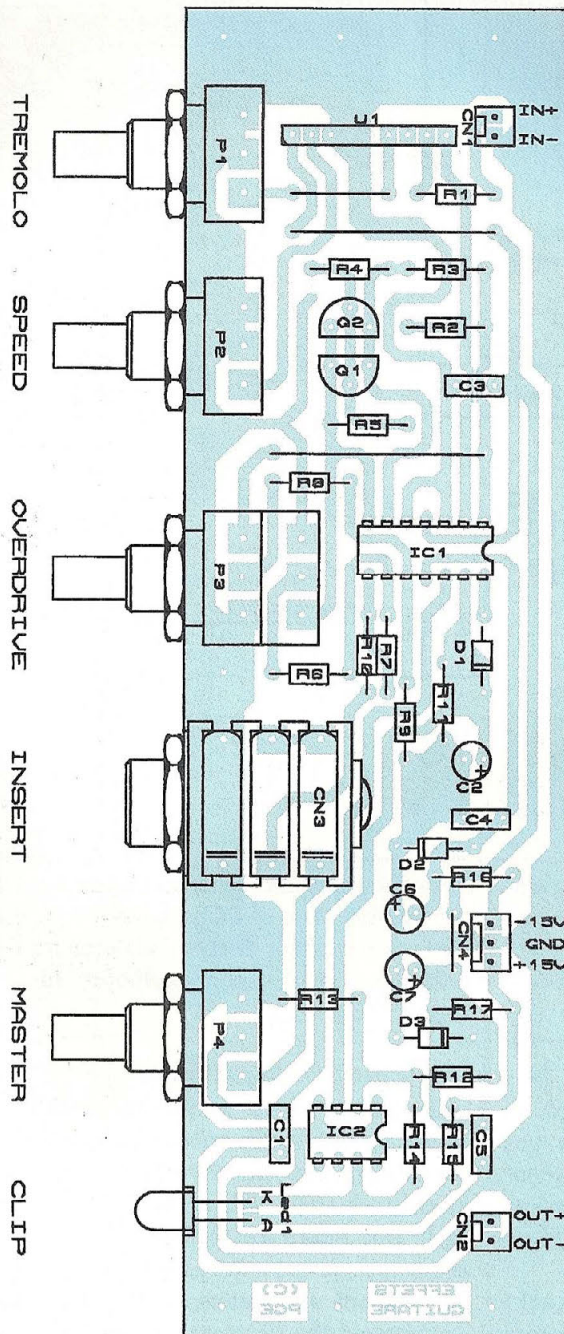 TREMOLO
SPEED
OVERDRIVE
INSERT
MASTER
CLIP
P1
U1
CN1
IN+
IN-
R1
R4
R3
P2
Q2
R2
Q1
C3
R5
R8
P3
IC1
R10
R7
D1
R6
R9
R11
C2
+
CN3
C4
D2
R16
C6
+
-15V
GND
+15V
CN4
C7
+
P4
R13
R17
D3
R12
C1
IC2
R14
R15
C5
Led1
K
A
CN2
OUT+
OUT-
EFFETS
GUITARE
(C)
PGE